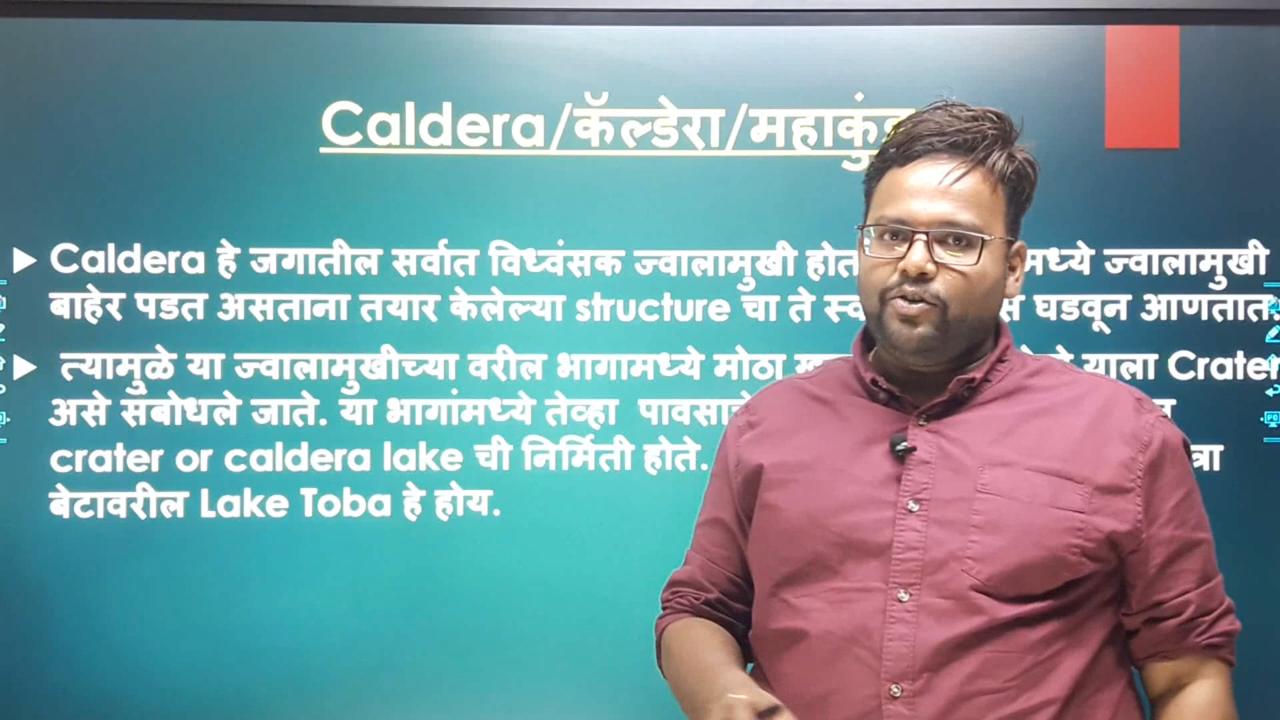 Caldera/कॅल्डेरा/महाकुंड
Caldera हे जगातील सर्वात विध्वंसक ज्वालामुखी मध्ये ज्वालामुखी
बाहेर पडत असताना तयार केलेल्या structure चा ते घडवून आणतात.
त्यामुळे या ज्वालामुखीच्या वरील भागामध्ये मोठा याला Crater
असे संबोधले जाते. या भागांमध्ये तेव्हा
crater or caldera lake ची निर्मिती होते.
बेटावरील Lake Toba हे होय.